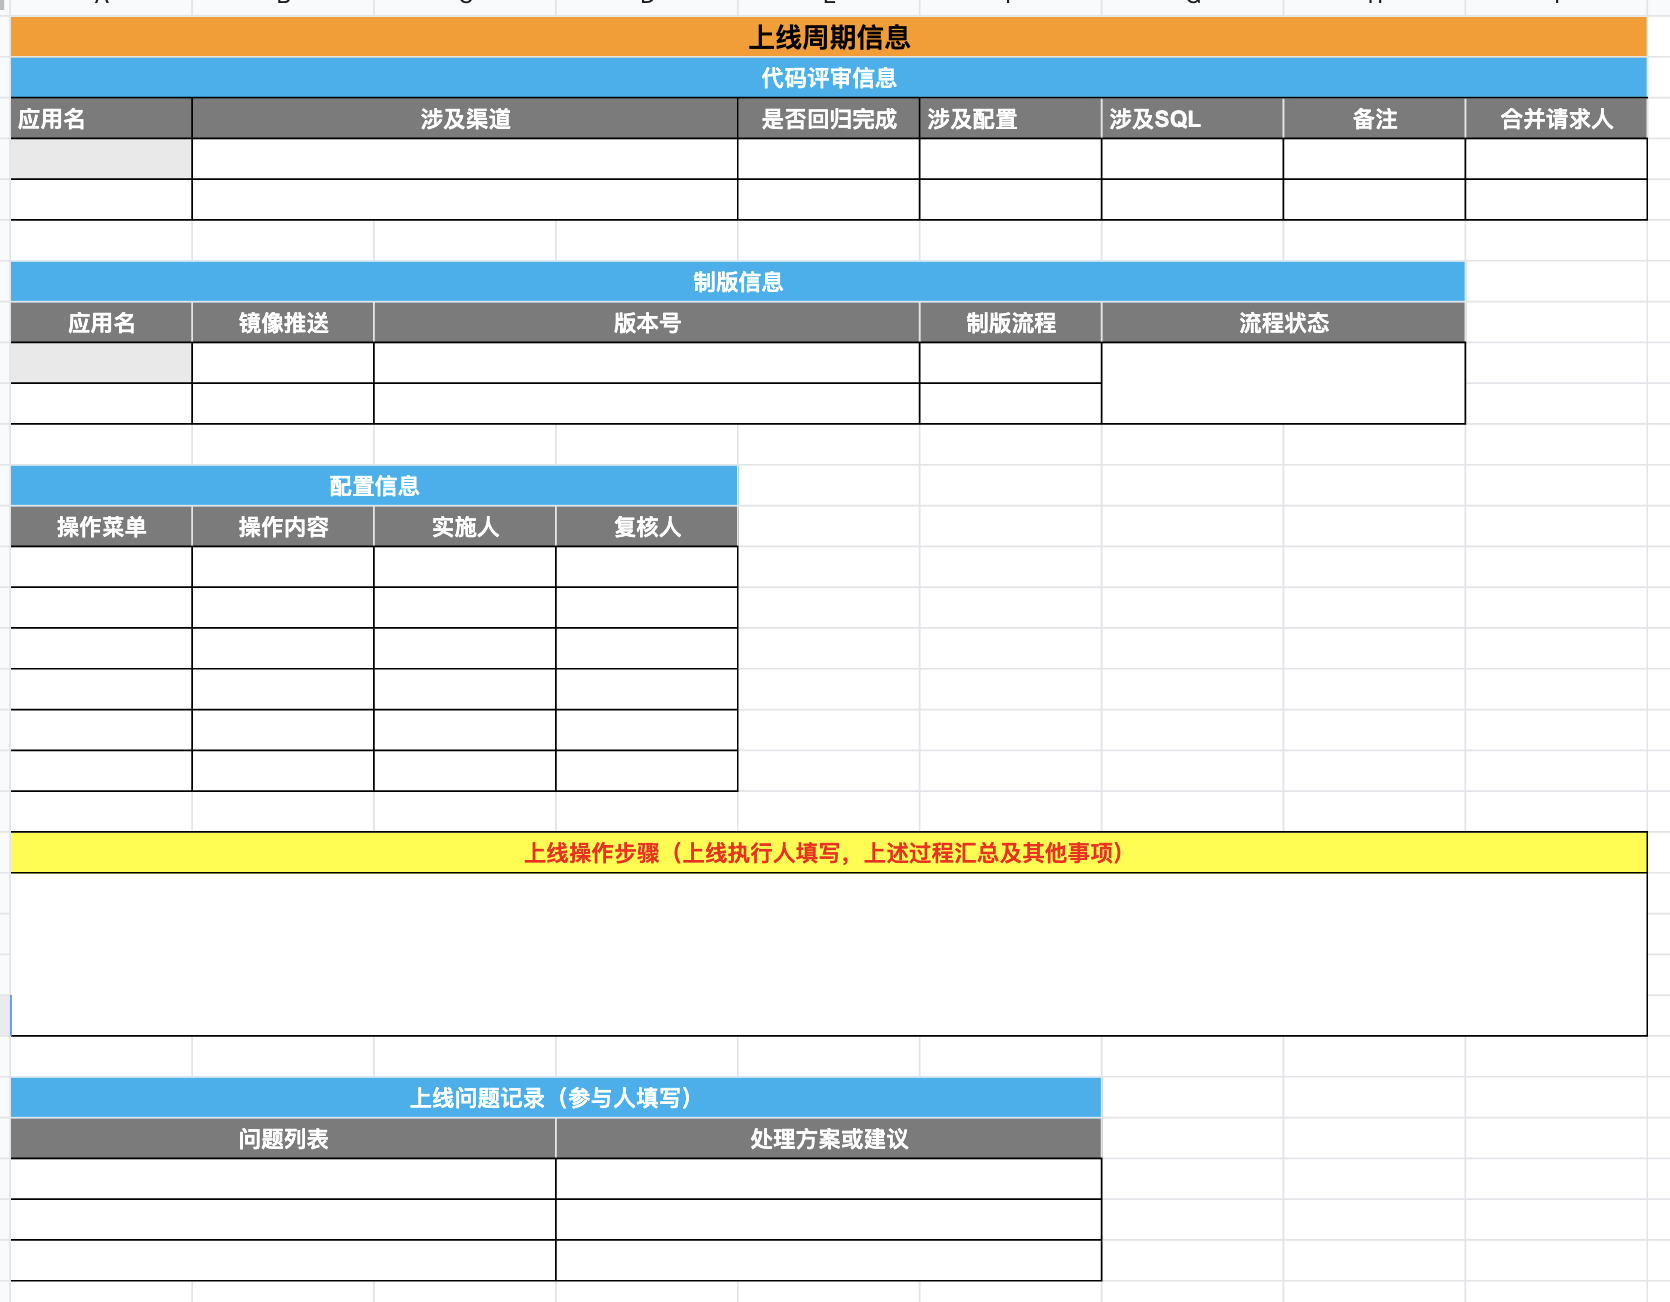 上线周期信息
代码评审信息
应用名 涉及渠道 是否回归完成 涉及配置 涉及SQL 备注 合并请求人
制版信息
应用名 镜像推送 版本号 制版流程 流程状态
配置信息
操作菜单 操作内容 实施人 复核人
上线操作步骤（上线执行人填写，上述过程汇总及其他事项）
上线问题记录（参与人填写）
问题列表 处理方案或建议